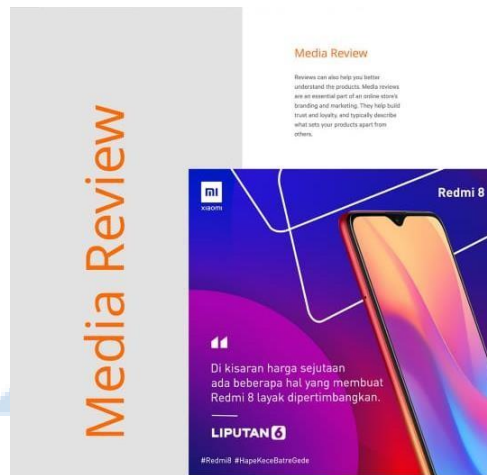 Media Review
Media Review
Reviews can also help you better
understand the products. Media reviews
are an essential part of an online store's
branding and marketing. They help build
trust and loyalty, and typically describe
what sets your products apart from
others.
mi
xiaomi
Redmi 8
Di kisaran harga sejutaan
ada beberapa hal yang membuat
Redmi 8 layak dipertimbangkan.
LIPUTAN 6
#Redmi8 #HapeKeceBatreGede